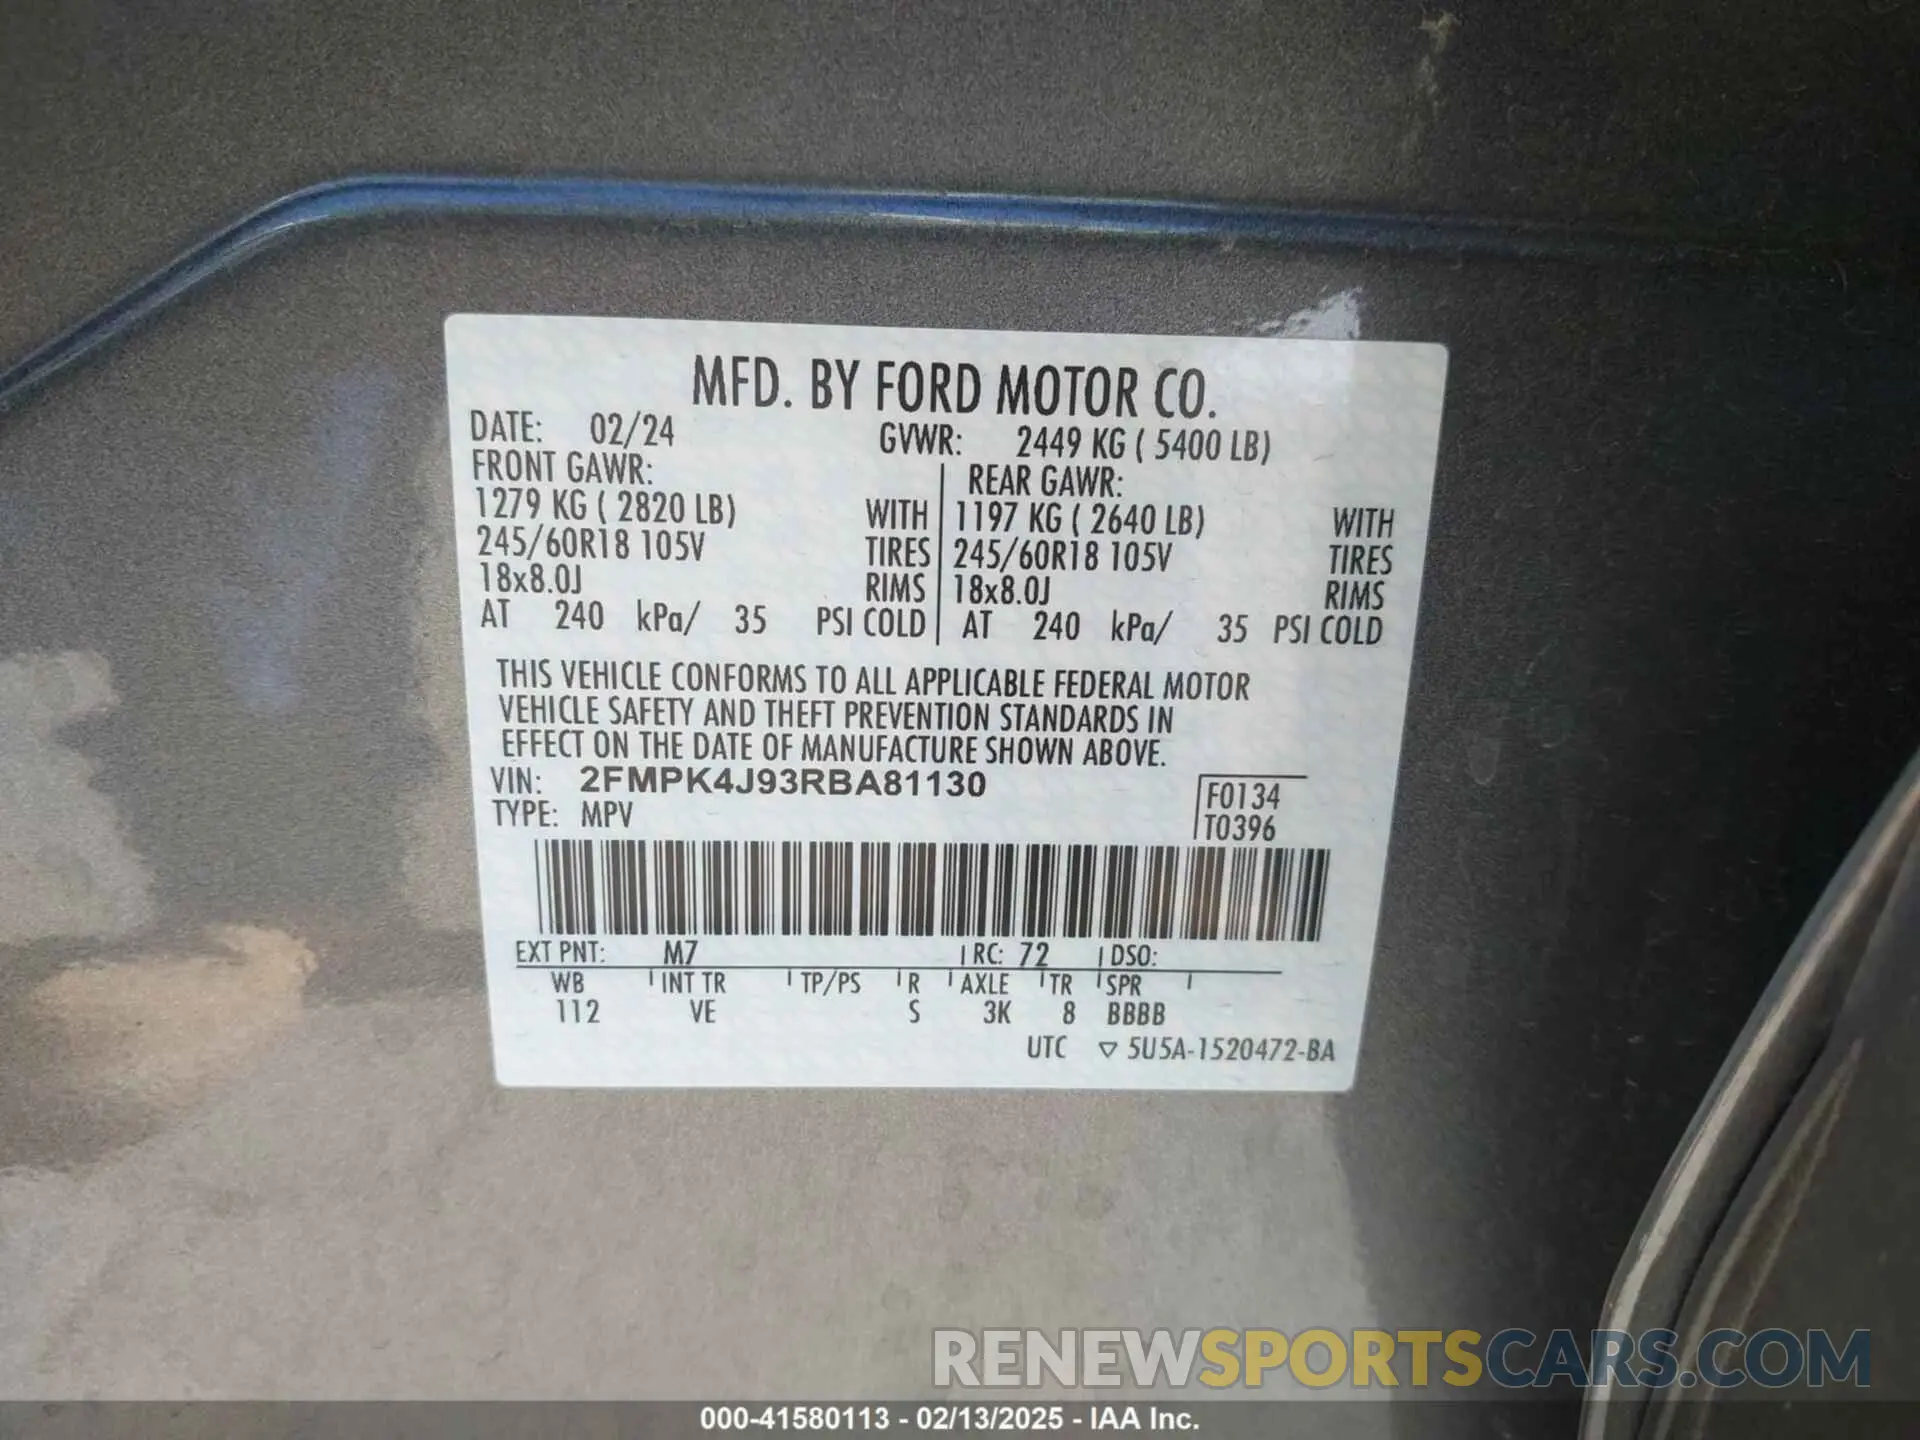 MFD. BY FORD MOTOR CO.
DATE: 02/24 GVWR: 2449 KG ( 5400 LB)
FRONT GAWR: REAR GAWR:
1279 KG ( 2820 LB) WITH 1197 KG ( 2640 LB) WITH
245/60R18 105V TIRES 245/60R18 105V TIRES
18x8.0J RIMS 18x8.0J RIMS
AT 240 kPa/ 35 PSI COLD AT 240 kPa/ 35 PSI COLD
THIS VEHICLE CONFORMS TO ALL APPLICABLE FEDERAL MOTOR
VEHICLE SAFETY AND THEFT PREVENTION STANDARDS IN
EFFECT ON THE DATE OF MANUFACTURE SHOWN ABOVE.
VIN: 2FMPK4J93RBA81130
TYPE: MPV
F0134
T0396
EXT PNT: M7 RC: 72 DSO:
WB INT TR TP/PS R AXLE TR SPR
112 VE S 3K 8 BBBB
UTC ▽ 5U5A-1520472-BA
RENEWSPORTSCARS.COM
000-41580113 - 02/13/2025 - IAA Inc.